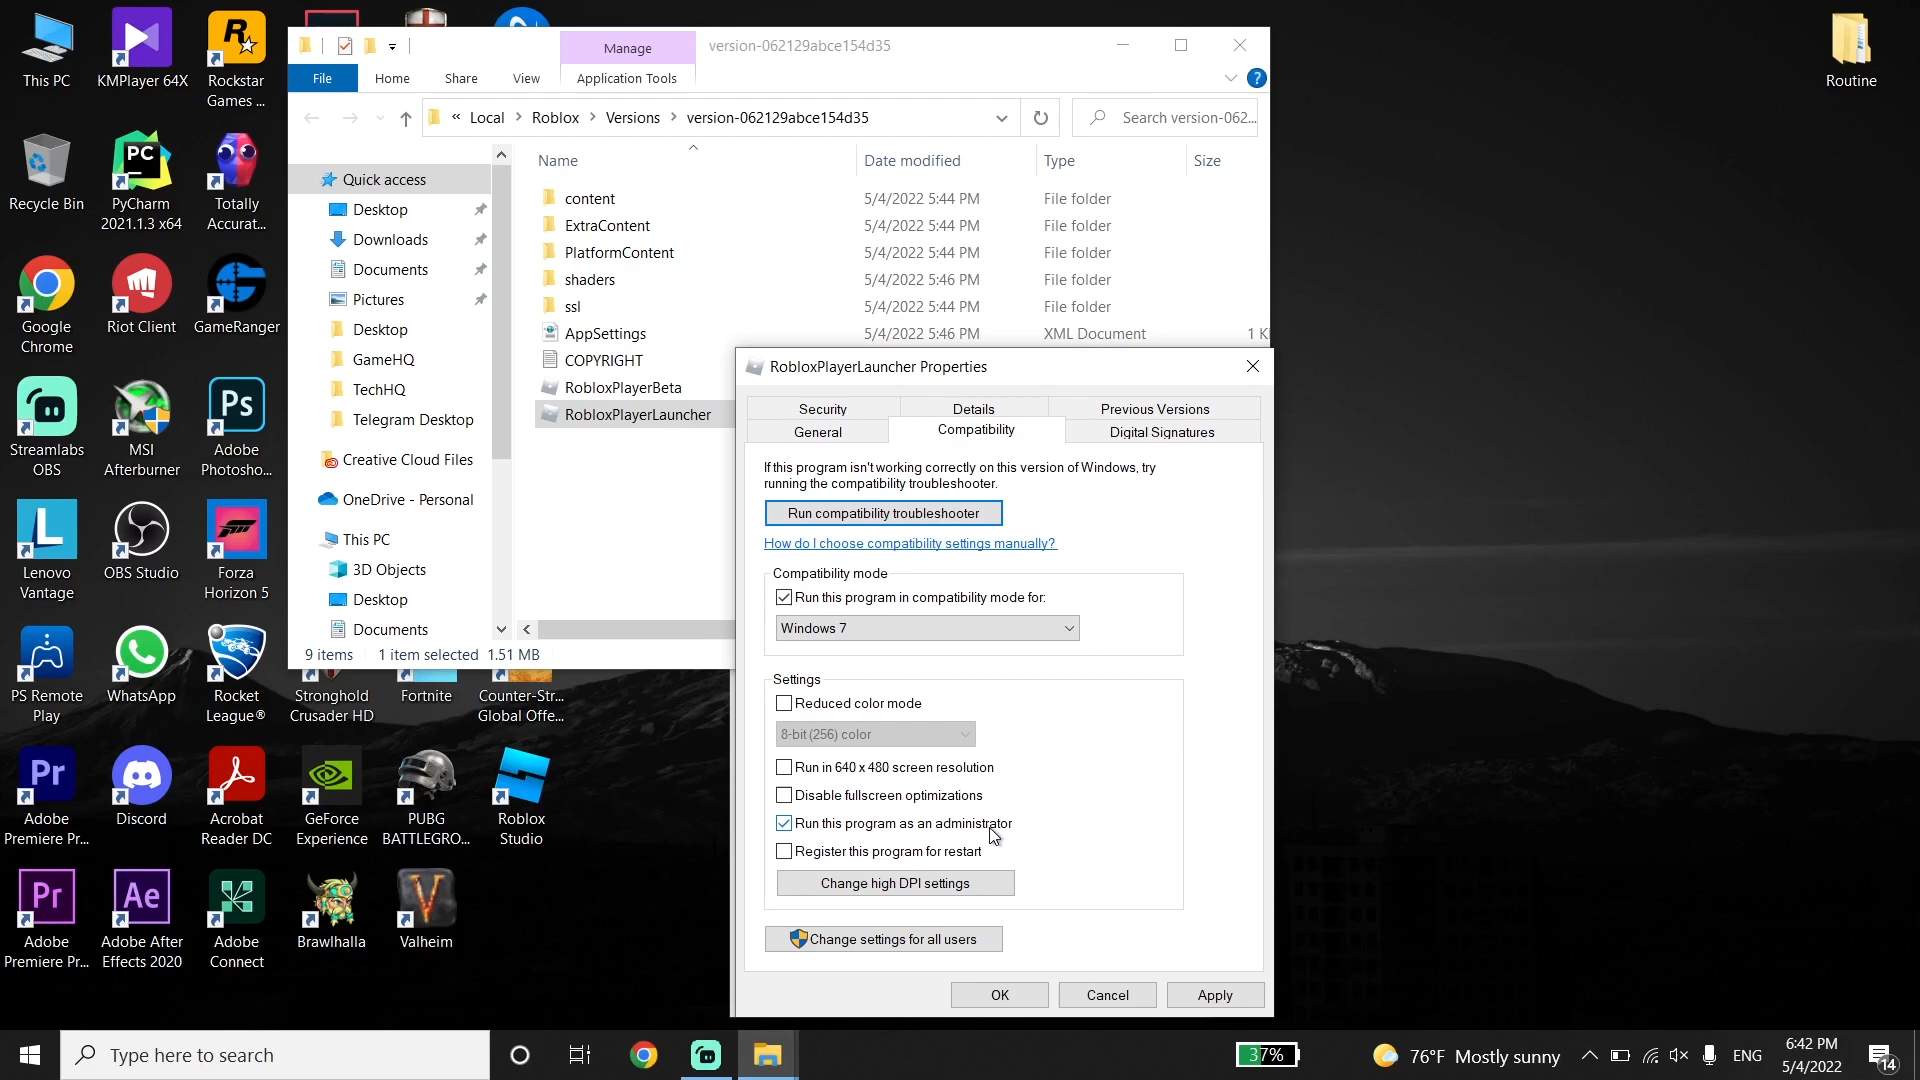 This PC
KMPlayer 64X
Rockstar
Games ...
Recycle Bin
PyCharm
2021.1.3 x64
Totally
Accurat...
Google
Chrome
Riot Client
GameRanger
Streamlabs
OBS
MSI
Afterburner
Adobe
Photosho...
Lenovo
Vantage
OBS Studio
Forza
Horizon 5
PS Remote
Play
WhatsApp
Rocket
League®
Stronghold
Crusader HD
Fortnite
Counter-Str...
Global Offe...
Adobe
Premiere Pr...
Discord
Acrobat
Reader DC
GeForce
Experience
PUBG
BATTLEGRO...
Roblox
Studio
Adobe
Premiere Pr...
Adobe After
Effects 2020
Adobe
Connect
Brawlhalla
Valheim
Routine
Manage
version-062129abce154d35
File
Home
Share
View
Application Tools
« Local > Roblox > Versions > version-062129abce154d35
Search version-062...
Name
Date modified
Type
Size
Quick access
Desktop
Downloads
Documents
Pictures
Desktop
GameHQ
TechHQ
Telegram Desktop
Creative Cloud Files
OneDrive - Personal
This PC
3D Objects
Desktop
Documents
content 5/4/2022 5:44 PM File folder
ExtraContent 5/4/2022 5:44 PM File folder
PlatformContent 5/4/2022 5:44 PM File folder
shaders 5/4/2022 5:46 PM File folder
ssl 5/4/2022 5:44 PM File folder
AppSettings 5/4/2022 5:46 PM XML Document 1 K
COPYRIGHT
RobloxPlayerBeta
RobloxPlayerLauncher
9 items 1 item selected 1.51 MB
RobloxPlayerLauncher Properties
Security
Details
Previous Versions
General
Compatibility
Digital Signatures
If this program isn't working correctly on this version of Windows, try
running the compatibility troubleshooter.
Run compatibility troubleshooter
How do I choose compatibility settings manually?
Compatibility mode
Run this program in compatibility mode for:
Windows 7
Settings
Reduced color mode
8-bit (256) color
Run in 640 x 480 screen resolution
Disable fullscreen optimizations
Run this program as an administrator
Register this program for restart
Change high DPI settings
Change settings for all users
OK
Cancel
Apply
Type here to search
37%
76°F Mostly sunny
ENG
6:42 PM
5/4/2022
14